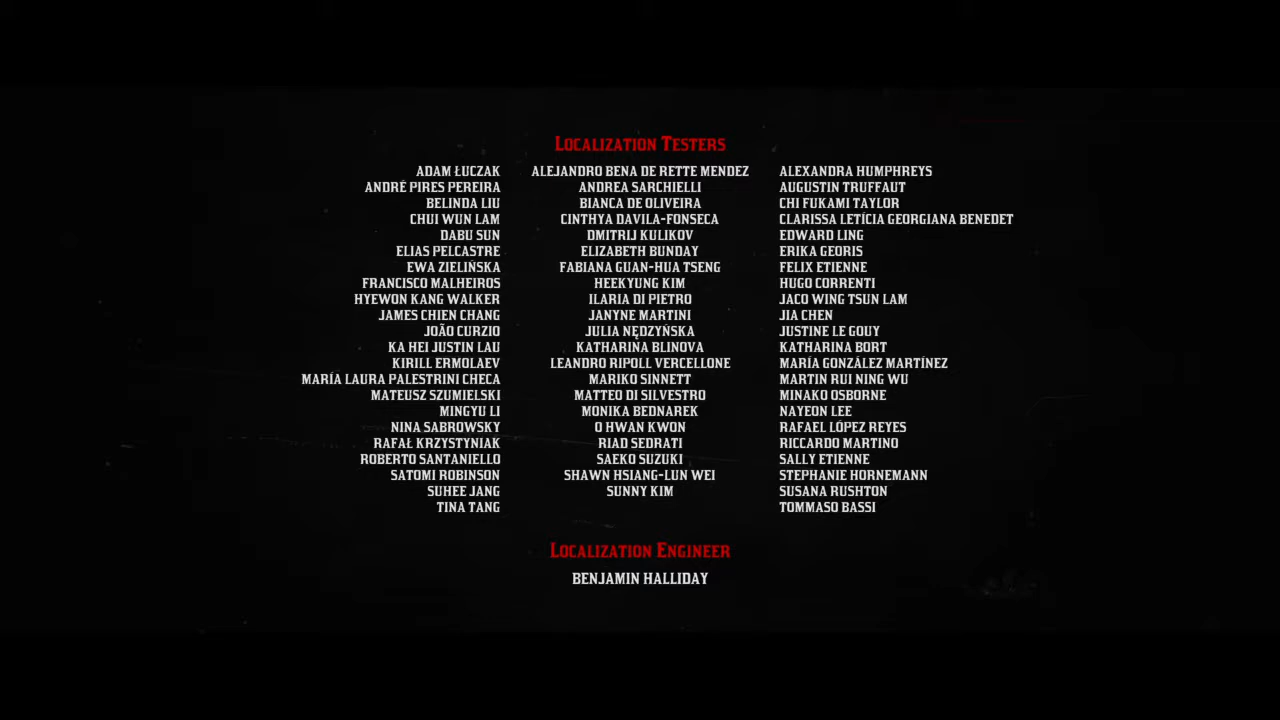 LOCALIZATION TESTERS
ADAM ŁUCZAK ALEJANDRO BENA DE RETTE MENDEZ ALEXANDRA HUMPHREYS
ANDRÉ PIRES PEREIRA ANDREA SARCHIELLI AUGUSTIN TRUFFAUT
BELINDA LIU BIANCA DE OLIVEIRA CHI FUKAMI TAYLOR
CHUI WUN LAM CINTHYA DAVILA-FONSECA CLARISSA LETÍCIA GEORGIANA BENEDET
DABU SUN DMITRIJ KULIKOV EDWARD LING
ELIAS PELCASTRE ELIZABETH BUNDAY ERIKA GEORIS
EWA ZIELIŃSKA FABIANA GUAN-HUA TSENG FELIX ETIENNE
FRANCISCO MALHEIROS HEEKYUNG KIM HUGO CORRENTI
HYEWON KANG WALKER ILARIA DI PIETRO JACO WING TSUN LAM
JAMES CHIEN CHANG JANYNE MARTINI JIA CHEN
JOÃO CURZIO JULIA NĘDZYŃSKA JUSTINE LE GOUY
KA HEI JUSTIN LAU KATHARINA BLINOVA KATHARINA BORT
KIRILL ERMOLAEV LEANDRO RIPOLL VERCELLONE MARÍA GONZÁLEZ MARTÍNEZ
MARÍA LAURA PALESTRINI CHECA MARIKO SINNETT MARTIN RUI NING WU
MATEUSZ SZUMIELSKI MATTEO DI SILVESTRO MINAKO OSBORNE
MINGYU LI MONIKA BEDNAREK NAYEON LEE
NINA SABROWSKY O HWAN KWON RAFAEL LÓPEZ REYES
RAFAŁ KRZYSTYNIAK RIAD SEDRATI RICCARDO MARTINO
ROBERTO SANTANIELLO SAEKO SUZUKI SALLY ETIENNE
SATOMI ROBINSON SHAWN HSIANG-LUN WEI STEPHANIE HORNEMANN
SUHEE JANG SUNNY KIM SUSANA RUSHTON
TINA TANG TOMMASO BASSI
LOCALIZATION ENGINEER
BENJAMIN HALLIDAY